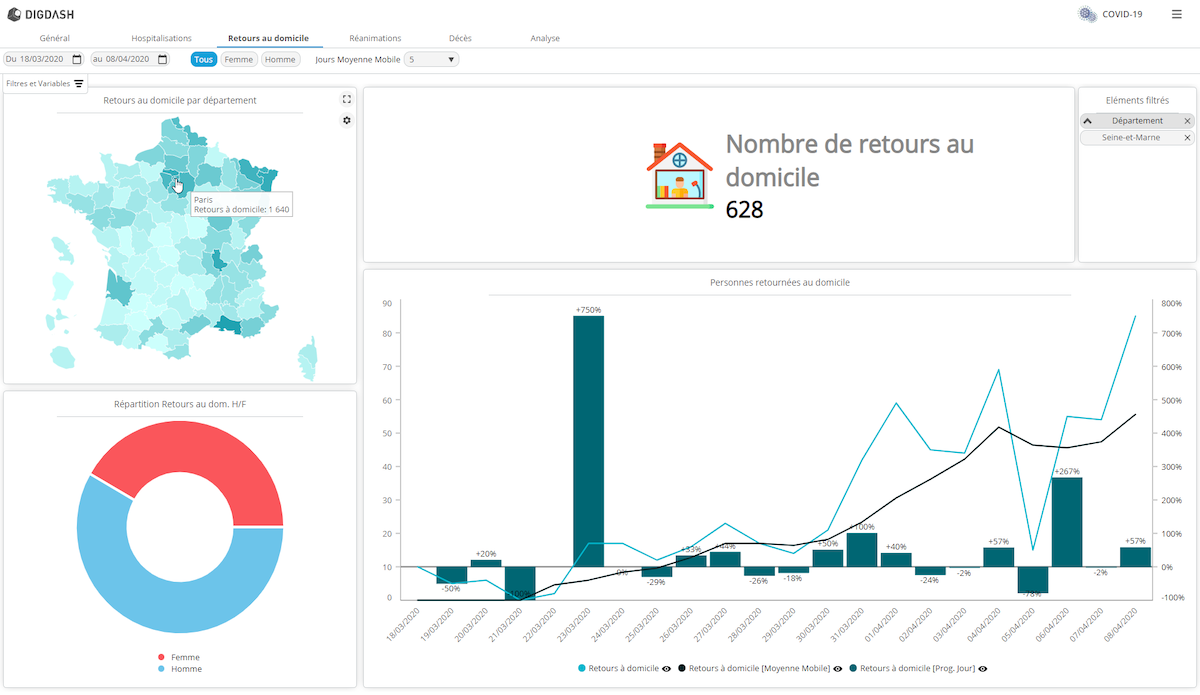 DIGDASH
COVID-19
Général
Hospitalisations
Retours au domicile
Réanimations
Décès
Analyse
Du 18/03/2020
au 08/04/2020
Tous
Femme
Homme
Jours Moyenne Mobile
5
Filtres et Variables
Retours au domicile par département
Paris
Retours à domicile: 1 640
Nombre de retours au
domicile
628
Eléments filtrés
Département
Seine-et-Marne
Répartition Retours au dom. H/F
Femme
Homme
Personnes retournées au domicile
90
80
70
60
50
40
30
20
10
0
800%
700%
600%
500%
400%
300%
200%
100%
0%
-100%
-50%
+20%
-100%
+750%
0%
-29%
+33%
+44%
-26%
-18%
+50%
+100%
+40%
-24%
-2%
+57%
-78%
+267%
-2%
+57%
18/03/2020
19/03/2020
20/03/2020
21/03/2020
22/03/2020
23/03/2020
24/03/2020
25/03/2020
26/03/2020
27/03/2020
28/03/2020
29/03/2020
30/03/2020
31/03/2020
01/04/2020
02/04/2020
03/04/2020
04/04/2020
05/04/2020
06/04/2020
07/04/2020
08/04/2020
Retours à domicile
Retours à domicile [Moyenne Mobile]
Retours à domicile [Prog. Jour]